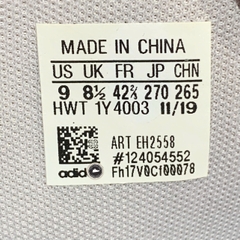 MADE IN CHINA
US UK FR JP CHN
9 8½ 42⅔ 270 265
HWT 1Y4003 11/19
ART EH2558
#124054552
adid Fh17V0C100078